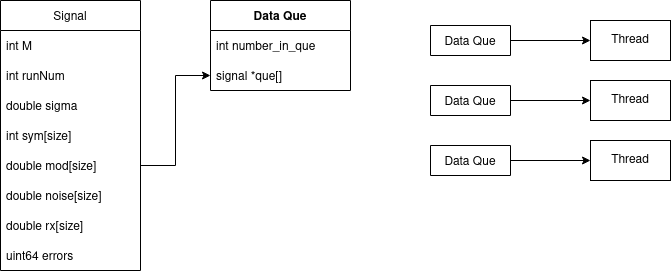 Signal
int M
int runNum
double sigma
int sym[size]
double mod[size]
double noise[size]
double rx[size]
uint64 errors
Data Que
int number_in_que
signal *que[]
Data Que
Thread
Data Que
Thread
Data Que
Thread